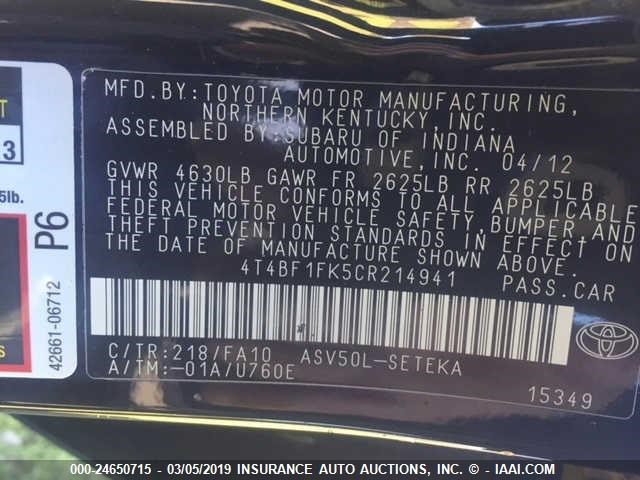 MFD.BY:TOYOTA MOTOR MANUFACTURING,
NORTHERN KENTUCKY,INC.
ASSEMBLED BY:SUBARU OF INDIANA
AUTOMOTIVE,INC. 04/12
GVWR 4630LB GAWR FR 2625LB RR 2625LB
THIS VEHICLE CONFORMS TO ALL APPLICABLE
FEDERAL MOTOR VEHICLE SAFETY,BUMPER AND
THEFT PREVENTION STANDARDS IN EFFECT ON
THE DATE OF MANUFACTURE SHOWN ABOVE.
4T4BF1FK5CR214941 PASS.CAR
C/TR:218/FA10 ASV50L-SETEKA
A/TM:-01A/U760E
15349
TOYOTA
T
13
5lb.
P6
42661-06712
S
000-24650715 - 03/05/2019 INSURANCE AUTO AUCTIONS, INC. - IAAI.COM